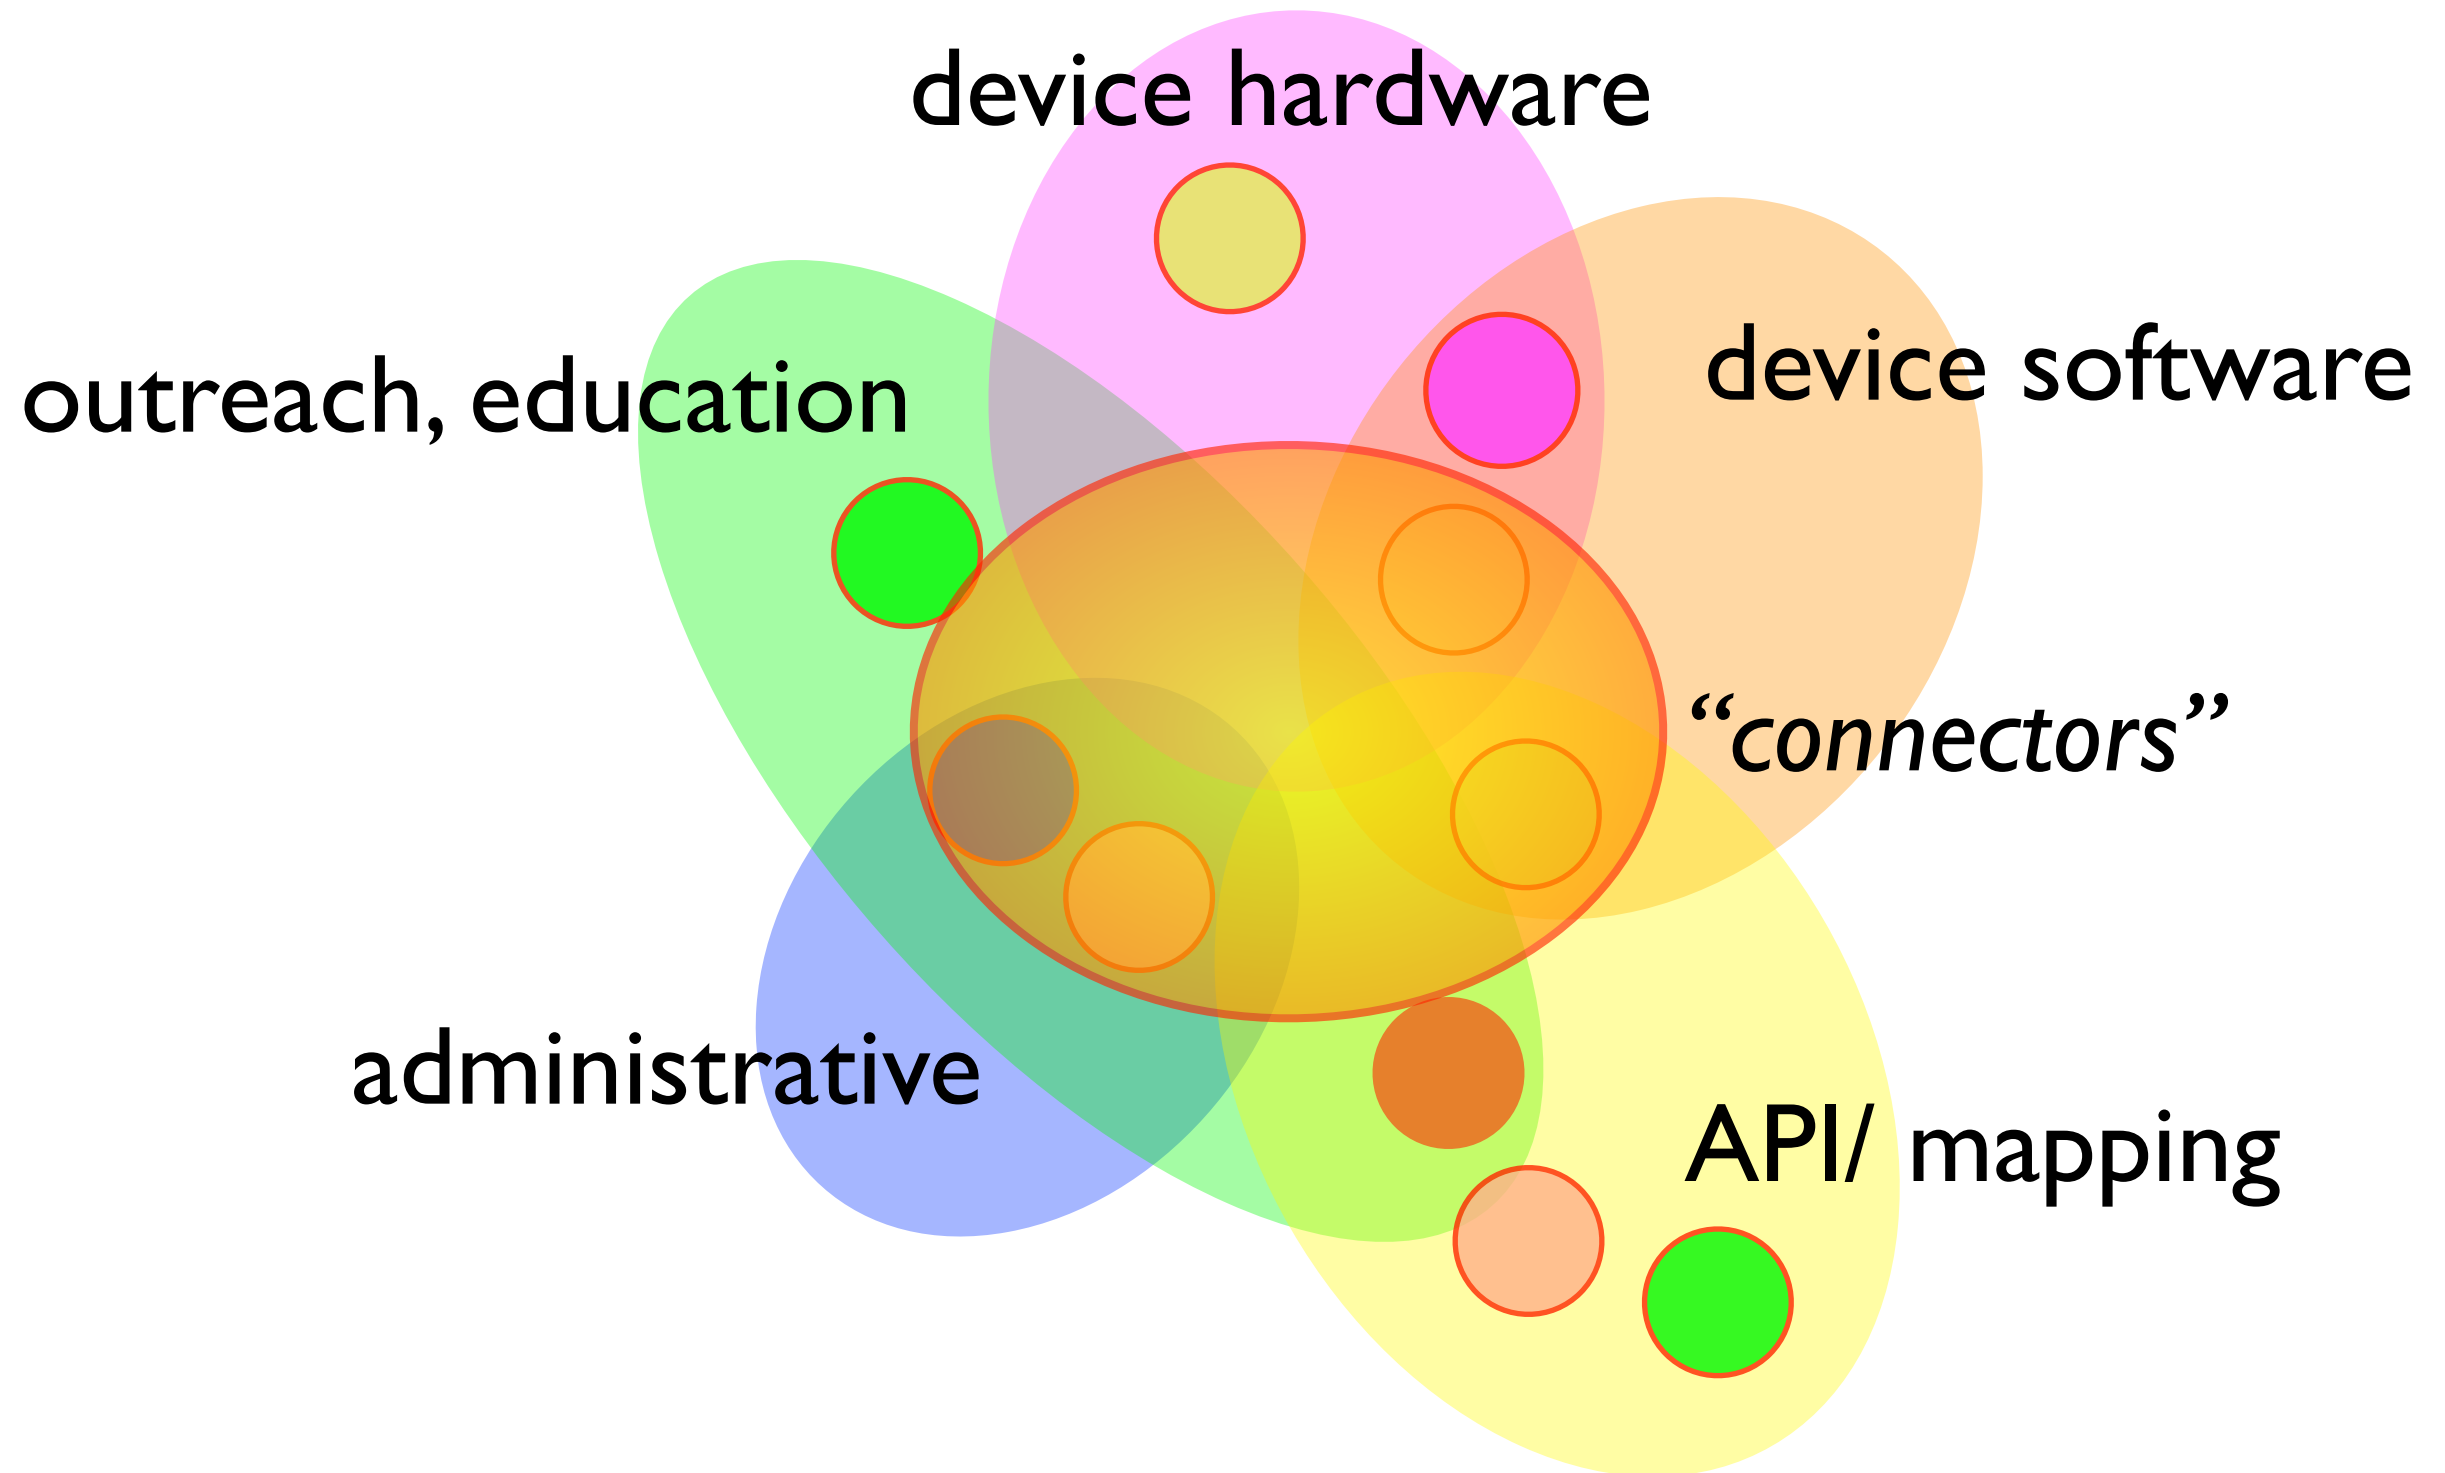 device hardware
device software
outreach, education
“connectors”
administrative
API/ mapping